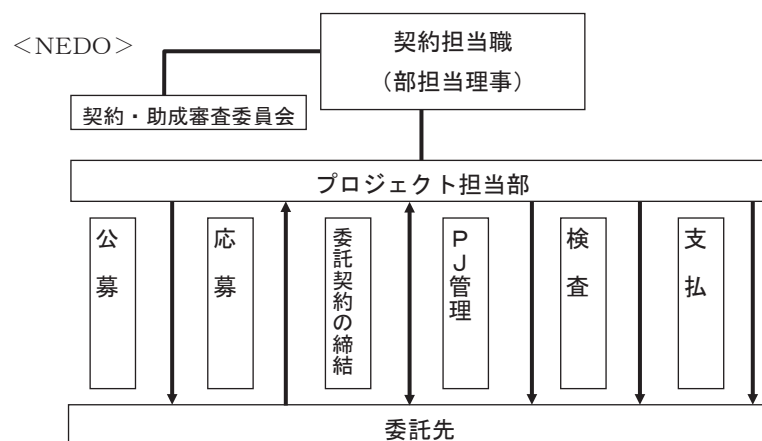 <NEDO>
契約担当職
(部担当理事)
契約・助成審査委員会
プロジェクト担当部
公募
応募
委託契約の締結
PJ管理
検査
支払
委託先